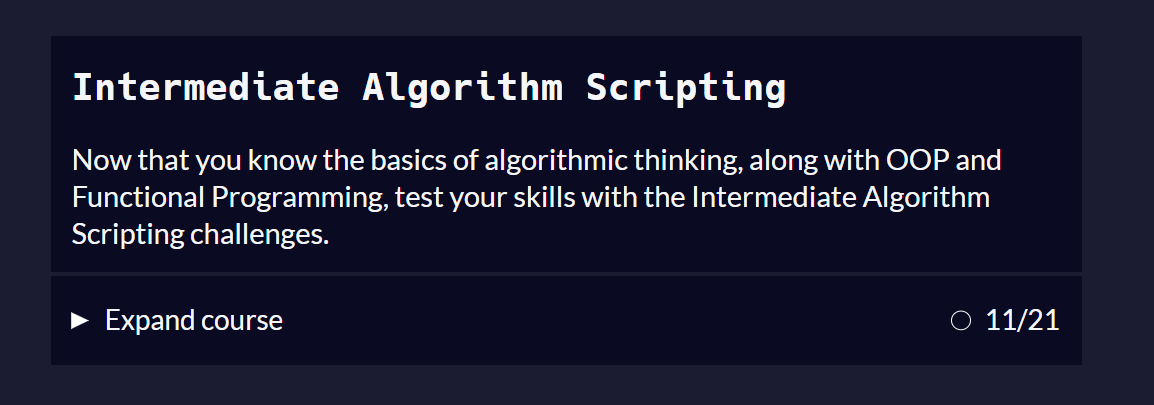 Intermediate Algorithm Scripting
Now that you know the basics of algorithmic thinking, along with OOP and
Functional Programming, test your skills with the Intermediate Algorithm
Scripting challenges.
Expand course
11/21